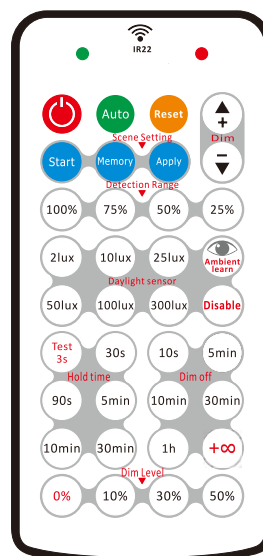 IR22
Auto
Reset
+
Dim
−
Scene Setting
Start
Memory
Apply
Detection Range
100%
75%
50%
25%
2lux
10lux
25lux
Ambient
learn
Daylight sensor
50lux
100lux
300lux
Disable
Test
3s
30s
10s
5min
Hold time
Dim off
90s
5min
10min
30min
10min
30min
1h
+∞
Dim Level
0%
10%
30%
50%